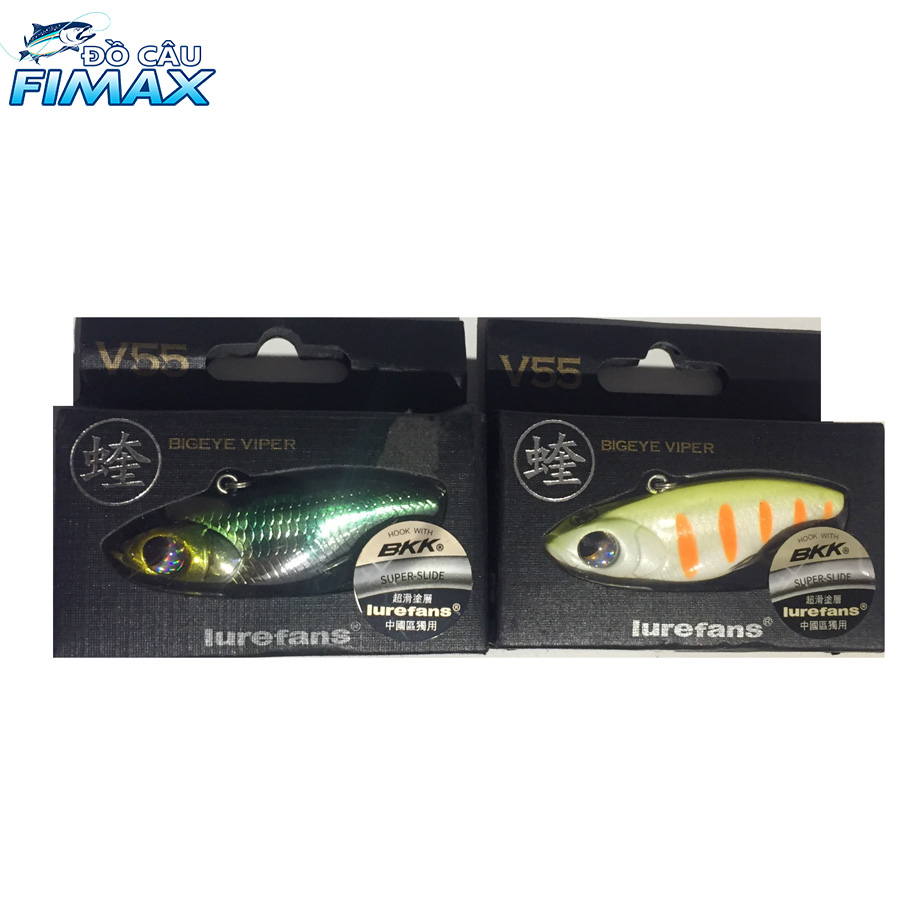 ĐỒ CÂU
FIMAX
V55
BIGEYE VIPER
HOOK WITH
BKK®
SUPER-SLIDE
超滑塗層
lurefans®
中國區獨用
lurefans®
V55
BIGEYE VIPER
HOOK WITH
BKK®
SUPER-SLIDE
超滑塗層
lurefans®
中國區獨用
lurefans®